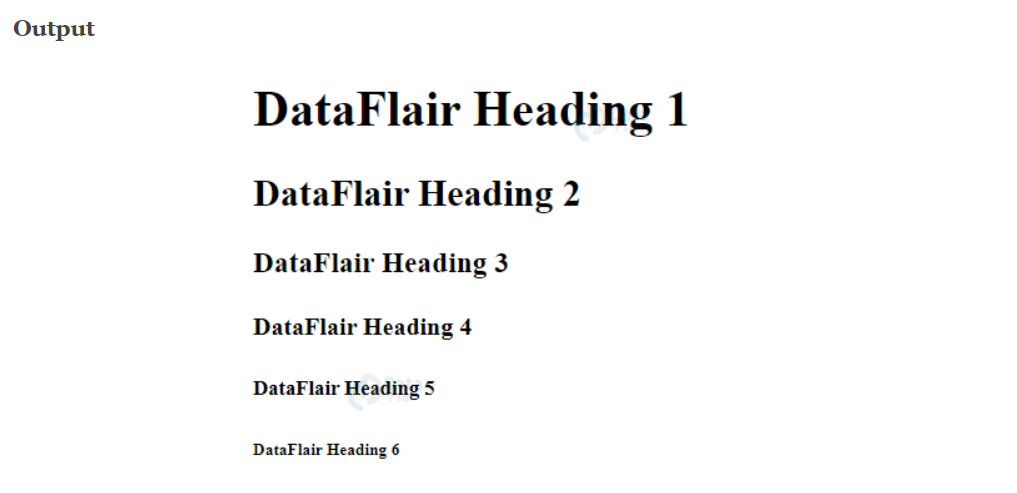 Output
DataFlair Heading 1
DataFlair Heading 2
DataFlair Heading 3
DataFlair Heading 4
DataFlair Heading 5
DataFlair Heading 6